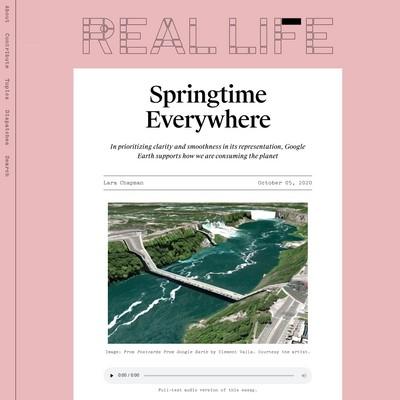 REAL LIFE
About
Contribute
Topics
Dispatches
Search
Springtime
Everywhere
In prioritizing clarity and smoothness in its representation, Google
Earth supports how we are consuming the planet
Lara Chapman
October 05, 2020
Image: From Postcards From Google Earth by Clement Valla. Courtesy the artist.
0:00 / 0:00
Full-text audio version of this essay.